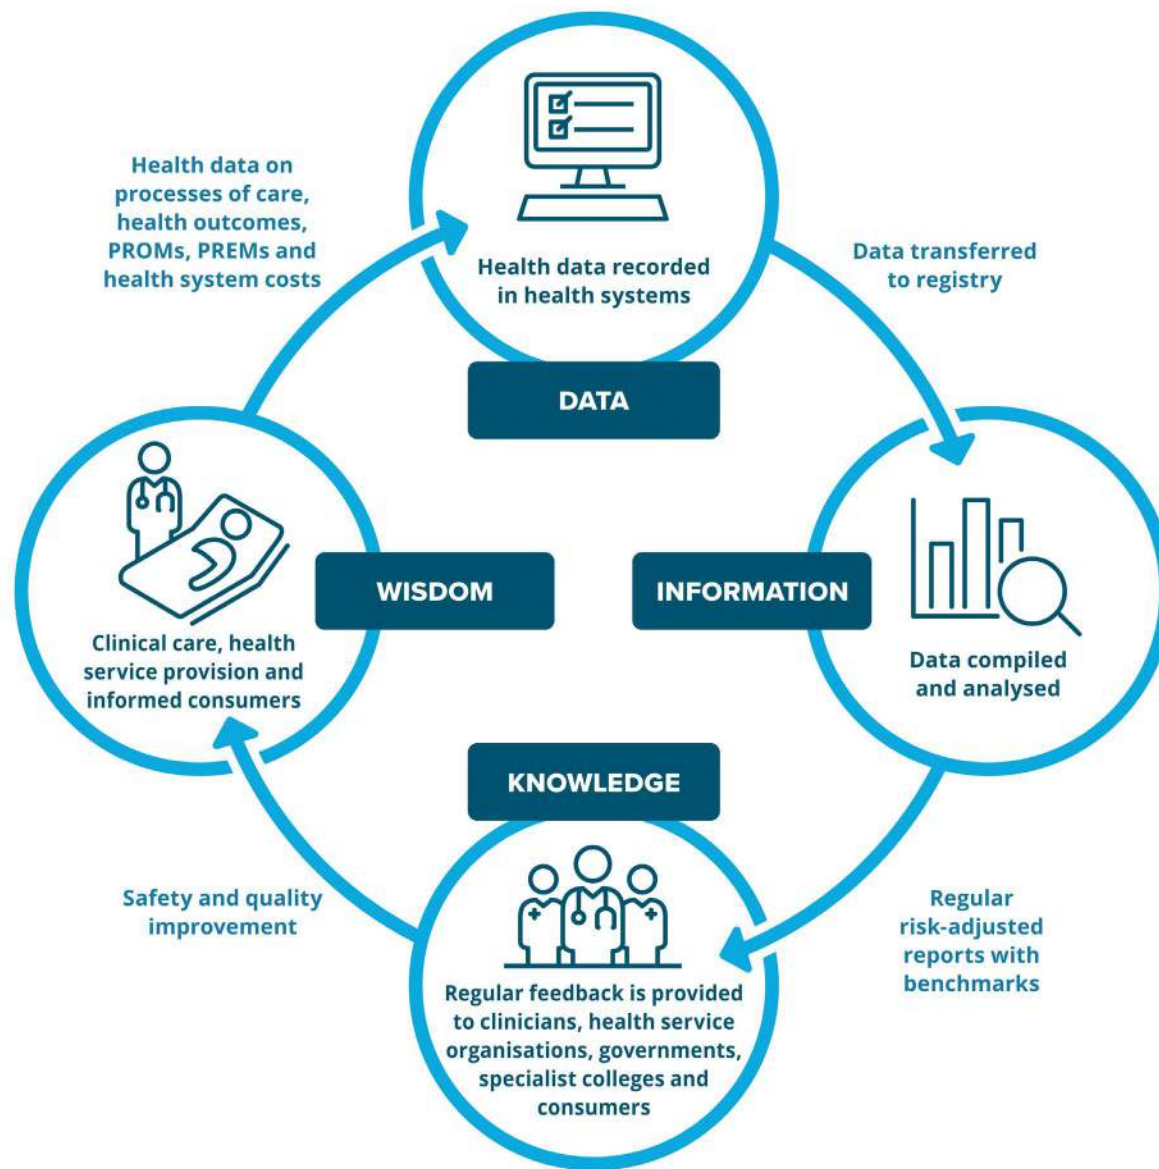 Health data on
processes of care,
health outcomes,
PROMs, PREMs and
health system costs
Health data recorded
in health systems
DATA
Data transferred
to registry
WISDOM
Clinical care, health
service provision and
informed consumers
INFORMATION
Data compiled
and analysed
KNOWLEDGE
Regular feedback is provided
to clinicians, health service
organisations, governments,
specialist colleges and
consumers
Safety and quality
improvement
Regular
risk-adjusted
reports with
benchmarks